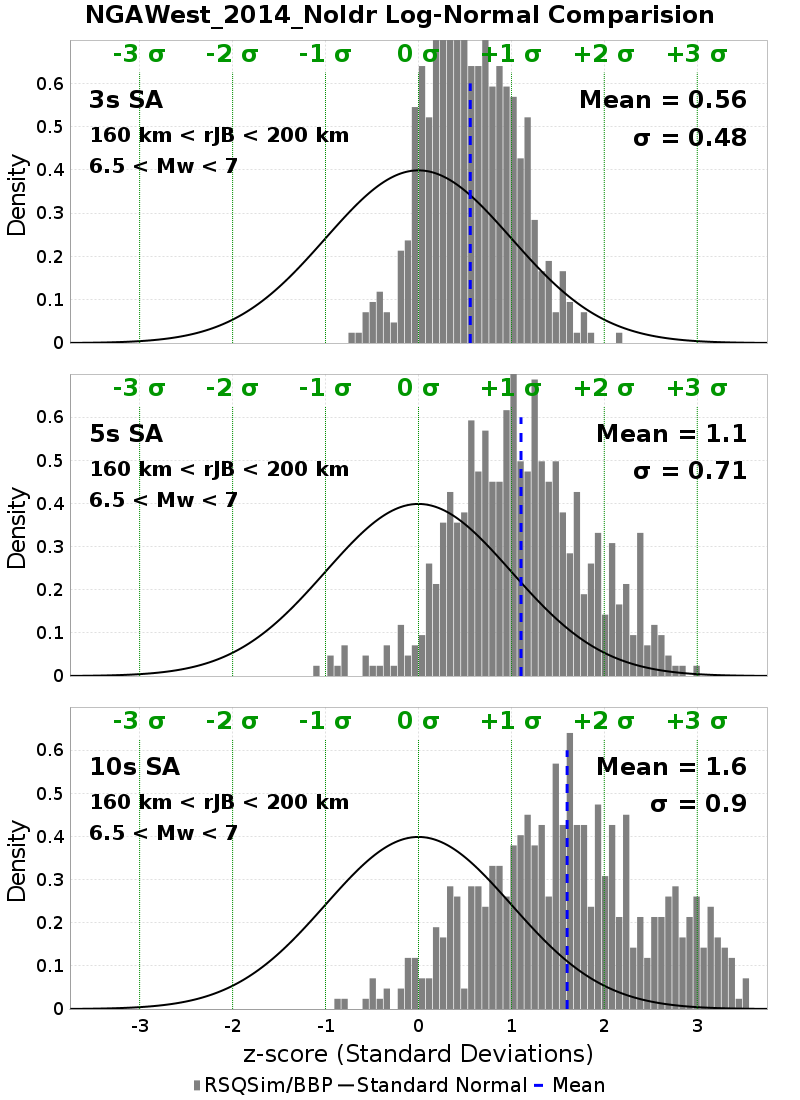 NGAWest_2014_NoIdr Log-Normal Comparision
-3 σ -2 σ -1 σ 0 σ +1 σ +2 σ +3 σ
3s SA
Mean = 0.56
160 km < rJB < 200 km
σ = 0.48
6.5 < Mw < 7
0.6
0.5
0.4
0.3
0.2
0.1
0
Density
-3 σ -2 σ -1 σ 0 σ +1 σ +2 σ +3 σ
5s SA
Mean = 1.1
160 km < rJB < 200 km
σ = 0.71
6.5 < Mw < 7
0.6
0.5
0.4
0.3
0.2
0.1
0
Density
-3 σ -2 σ -1 σ 0 σ +1 σ +2 σ +3 σ
10s SA
Mean = 1.6
160 km < rJB < 200 km
σ = 0.9
6.5 < Mw < 7
0.6
0.5
0.4
0.3
0.2
0.1
0
Density
-3 -2 -1 0 1 2 3
z-score (Standard Deviations)
RSQSim/BBP Standard Normal Mean